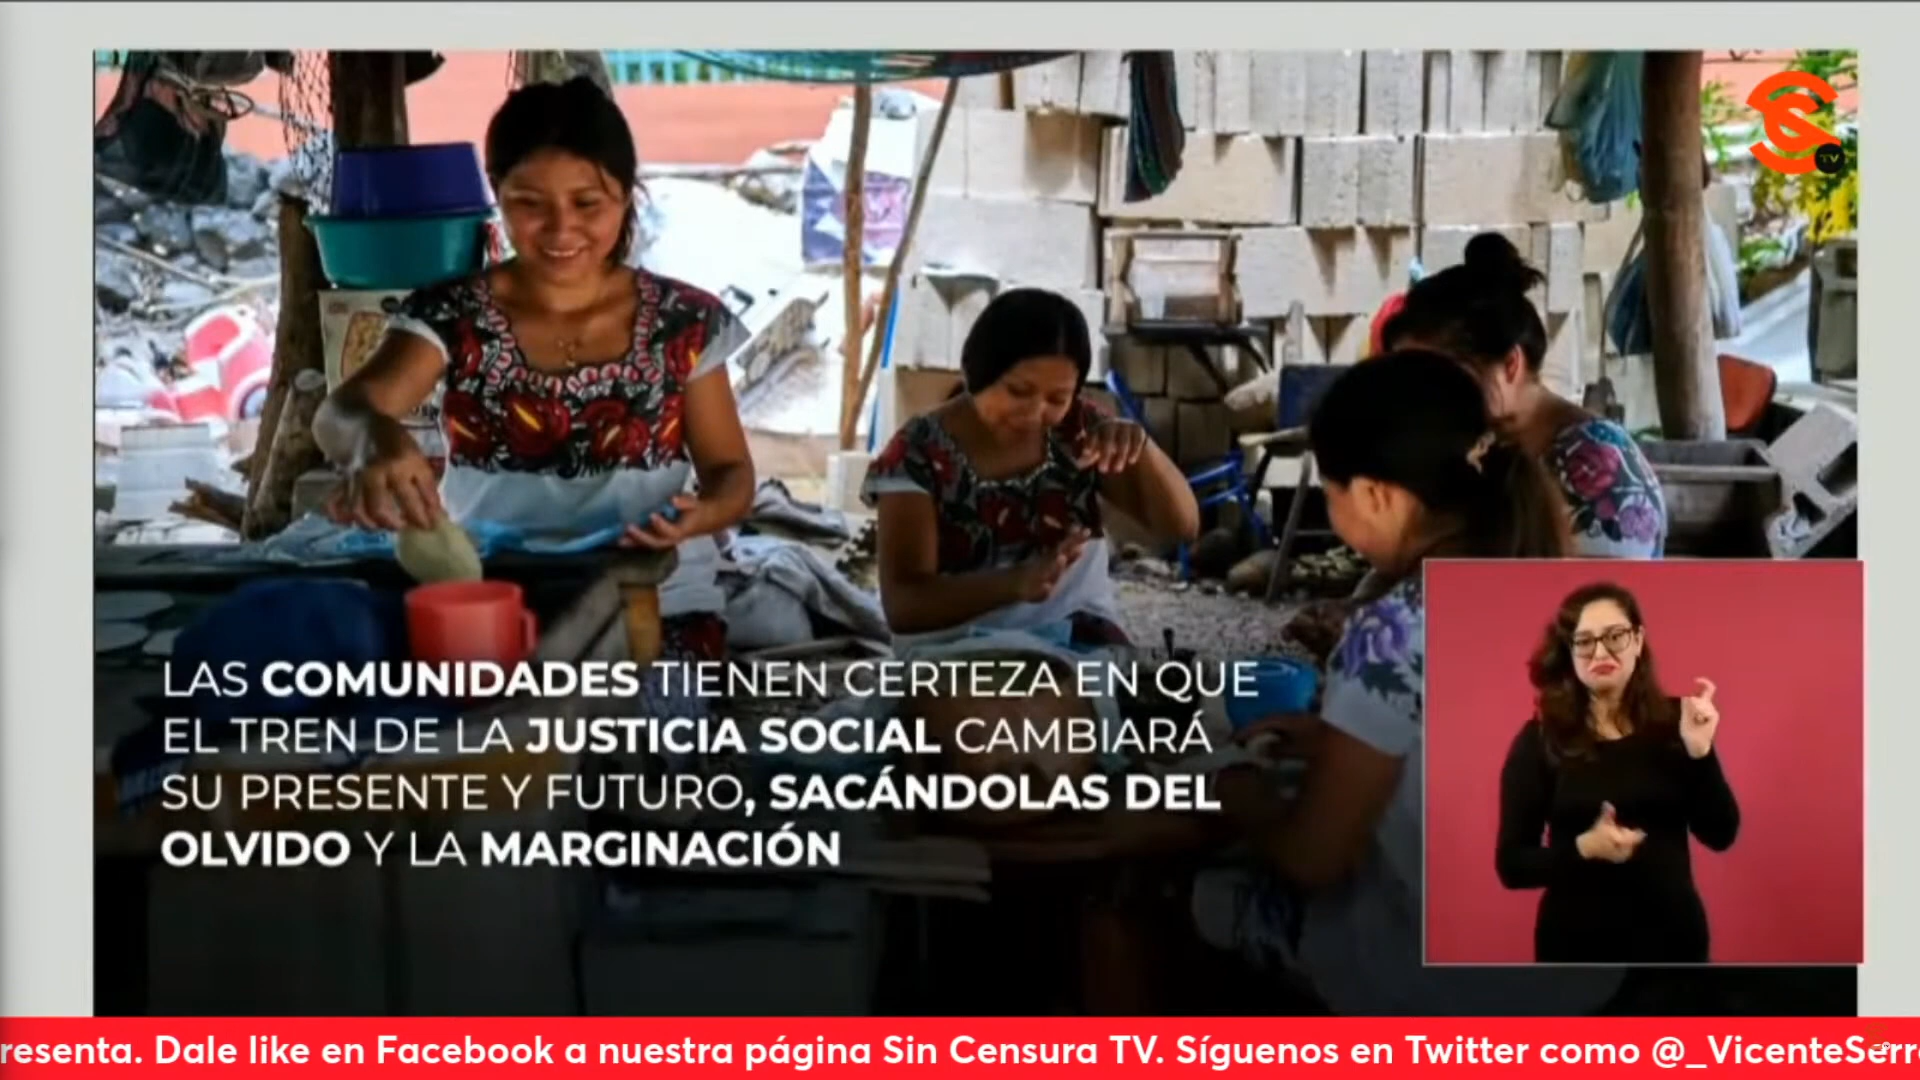 TV
LAS COMUNIDADES TIENEN CERTEZA EN QUE
EL TREN DE LA JUSTICIA SOCIAL CAMBIARÁ
SU PRESENTE Y FUTURO, SACÁNDOLAS DEL
OLVIDO Y LA MARGINACIÓN
resenta. Dale like en Facebook a nuestra página Sin Censura TV. Síguenos en Twitter como @_VicenteSerr